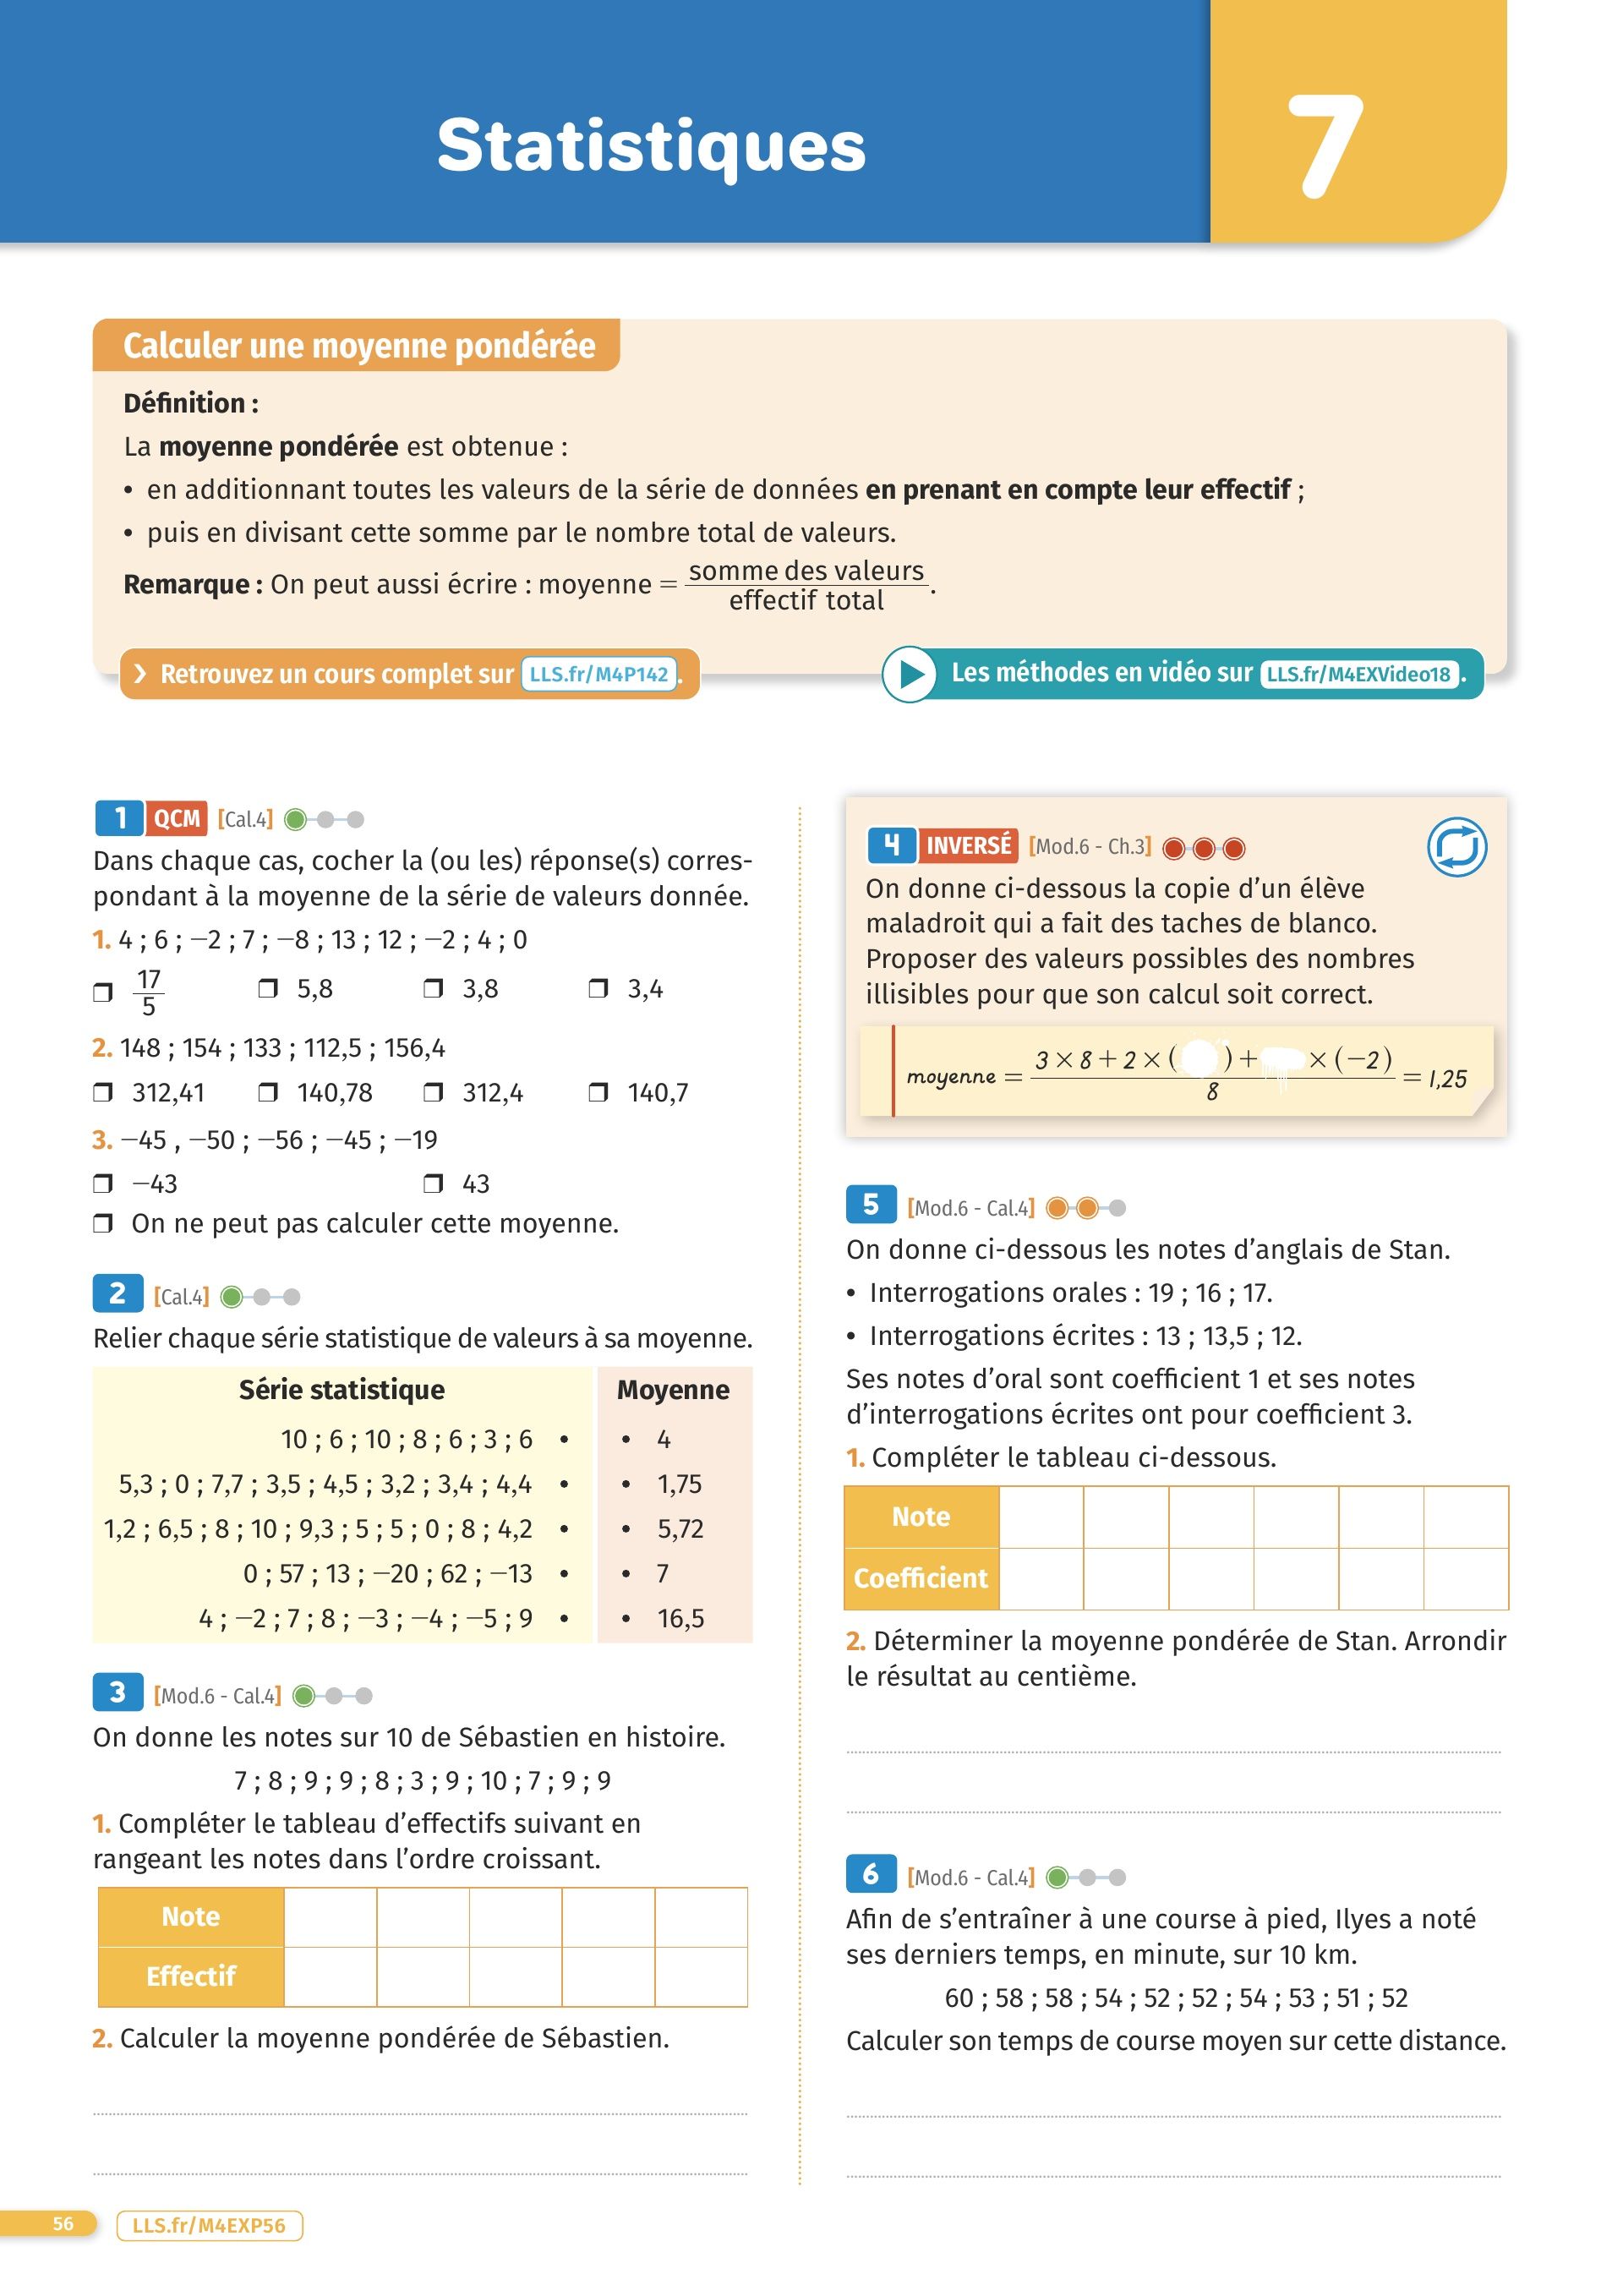 Statistiques
7
Calculer une moyenne pondérée
Définition :
La moyenne pondérée est obtenue :
• en additionnant toutes les valeurs de la série de données en prenant en compte leur effectif ;
• puis en divisant cette somme par le nombre total de valeurs.
Remarque : On peut aussi écrire : moyenne = somme des valeurs / effectif total.
❯ Retrouvez un cours complet sur LLS.fr/M4P142.
Les méthodes en vidéo sur LLS.fr/M4EXVideo18.
1 QCM [Cal.4]
Dans chaque cas, cocher la (ou les) réponse(s) corres-
pondant à la moyenne de la série de valeurs donnée.
1. 4 ; 6 ; −2 ; 7 ; −8 ; 13 ; 12 ; −2 ; 4 ; 0
❒ 17/5 ❒ 5,8 ❒ 3,8 ❒ 3,4
2. 148 ; 154 ; 133 ; 112,5 ; 156,4
❒ 312,41 ❒ 140,78 ❒ 312,4 ❒ 140,7
3. −45 , −50 ; −56 ; −45 ; −19
❒ −43 ❒ 43
❒ On ne peut pas calculer cette moyenne.
2 [Cal.4]
Relier chaque série statistique de valeurs à sa moyenne.
Série statistique Moyenne
10 ; 6 ; 10 ; 8 ; 6 ; 3 ; 6 • • 4
5,3 ; 0 ; 7,7 ; 3,5 ; 4,5 ; 3,2 ; 3,4 ; 4,4 • • 1,75
1,2 ; 6,5 ; 8 ; 10 ; 9,3 ; 5 ; 5 ; 0 ; 8 ; 4,2 • • 5,72
0 ; 57 ; 13 ; −20 ; 62 ; −13 • • 7
4 ; −2 ; 7 ; 8 ; −3 ; −4 ; −5 ; 9 • • 16,5
3 [Mod.6 - Cal.4]
On donne les notes sur 10 de Sébastien en histoire.
7 ; 8 ; 9 ; 9 ; 8 ; 3 ; 9 ; 10 ; 7 ; 9 ; 9
1. Compléter le tableau d'effectifs suivant en
rangeant les notes dans l'ordre croissant.
Note
Effectif
2. Calculer la moyenne pondérée de Sébastien.
4 INVERSÉ [Mod.6 - Ch.3]
On donne ci-dessous la copie d'un élève
maladroit qui a fait des taches de blanco.
Proposer des valeurs possibles des nombres
illisibles pour que son calcul soit correct.
moyenne = 3 × 8 + 2 × ( ) + × (−2) / 8 = 1,25
5 [Mod.6 - Cal.4]
On donne ci-dessous les notes d'anglais de Stan.
• Interrogations orales : 19 ; 16 ; 17.
• Interrogations écrites : 13 ; 13,5 ; 12.
Ses notes d'oral sont coefficient 1 et ses notes
d'interrogations écrites ont pour coefficient 3.
1. Compléter le tableau ci-dessous.
Note
Coefficient
2. Déterminer la moyenne pondérée de Stan. Arrondir
le résultat au centième.
6 [Mod.6 - Cal.4]
Afin de s'entraîner à une course à pied, Ilyes a noté
ses derniers temps, en minute, sur 10 km.
60 ; 58 ; 58 ; 54 ; 52 ; 52 ; 54 ; 53 ; 51 ; 52
Calculer son temps de course moyen sur cette distance.
56
LLS.fr/M4EXP56